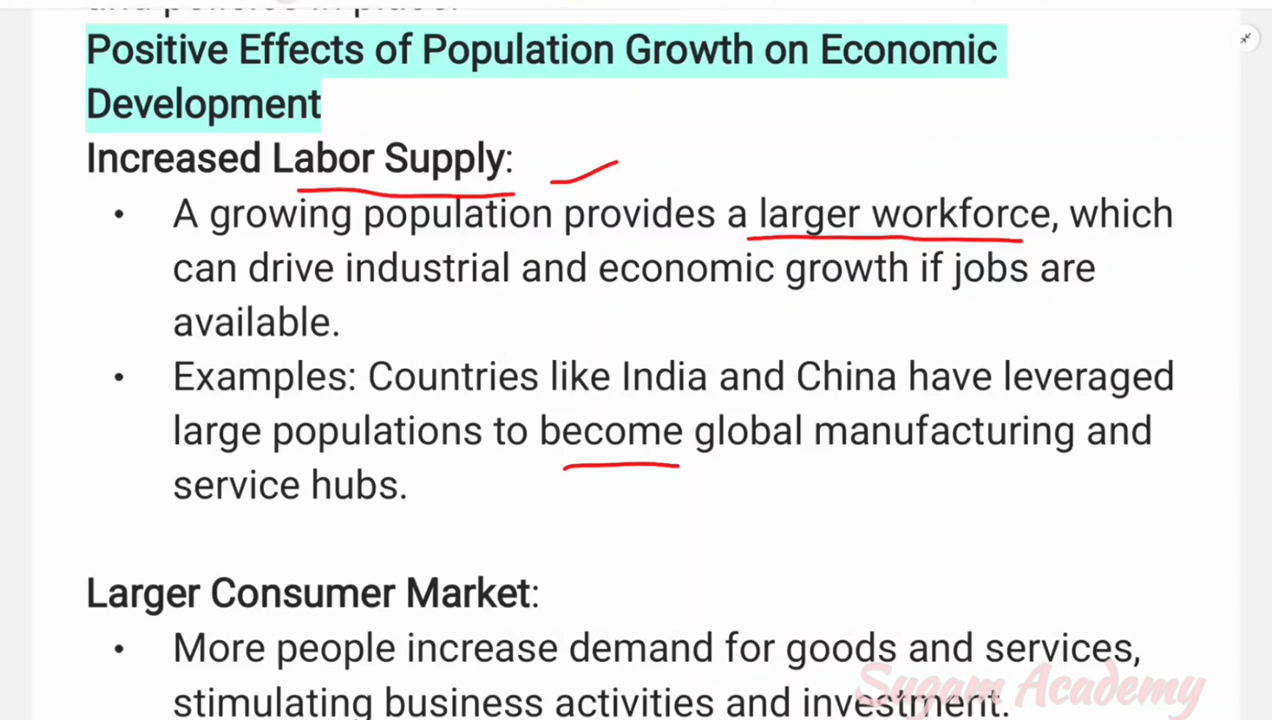 Positive Effects of Population Growth on Economic
Development
Increased Labor Supply:
• A growing population provides a larger workforce, which
can drive industrial and economic growth if jobs are
available.
• Examples: Countries like India and China have leveraged
large populations to become global manufacturing and
service hubs.
Larger Consumer Market:
• More people increase demand for goods and services,
stimulating business activities and investment.
Sugam Academy